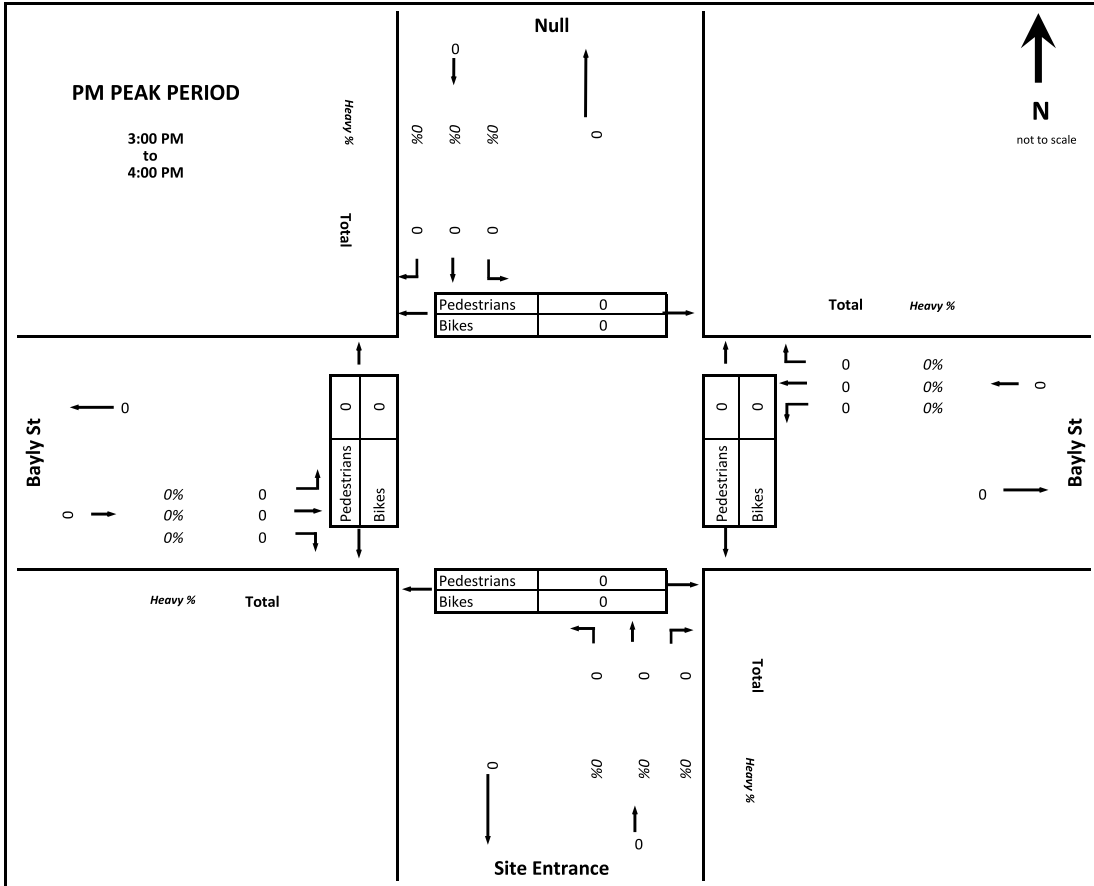 Null
0
PM PEAK PERIOD
3:00 PM
to
4:00 PM
N
not to scale
Heavy %
0% 0% 0%
0
Total
0 0 0
Pedestrians 0
Bikes 0
Total Heavy %
0 0%
0 0% 0
0 0%
0
Bayly St
0% 0
0 0% 0
0% 0
Heavy % Total
0 0
Pedestrians Bikes
0 0
Pedestrians Bikes
0
Bayly St
Pedestrians 0
Bikes 0
0 0 0
Total
0
0% 0% 0%
Heavy %
0
Site Entrance